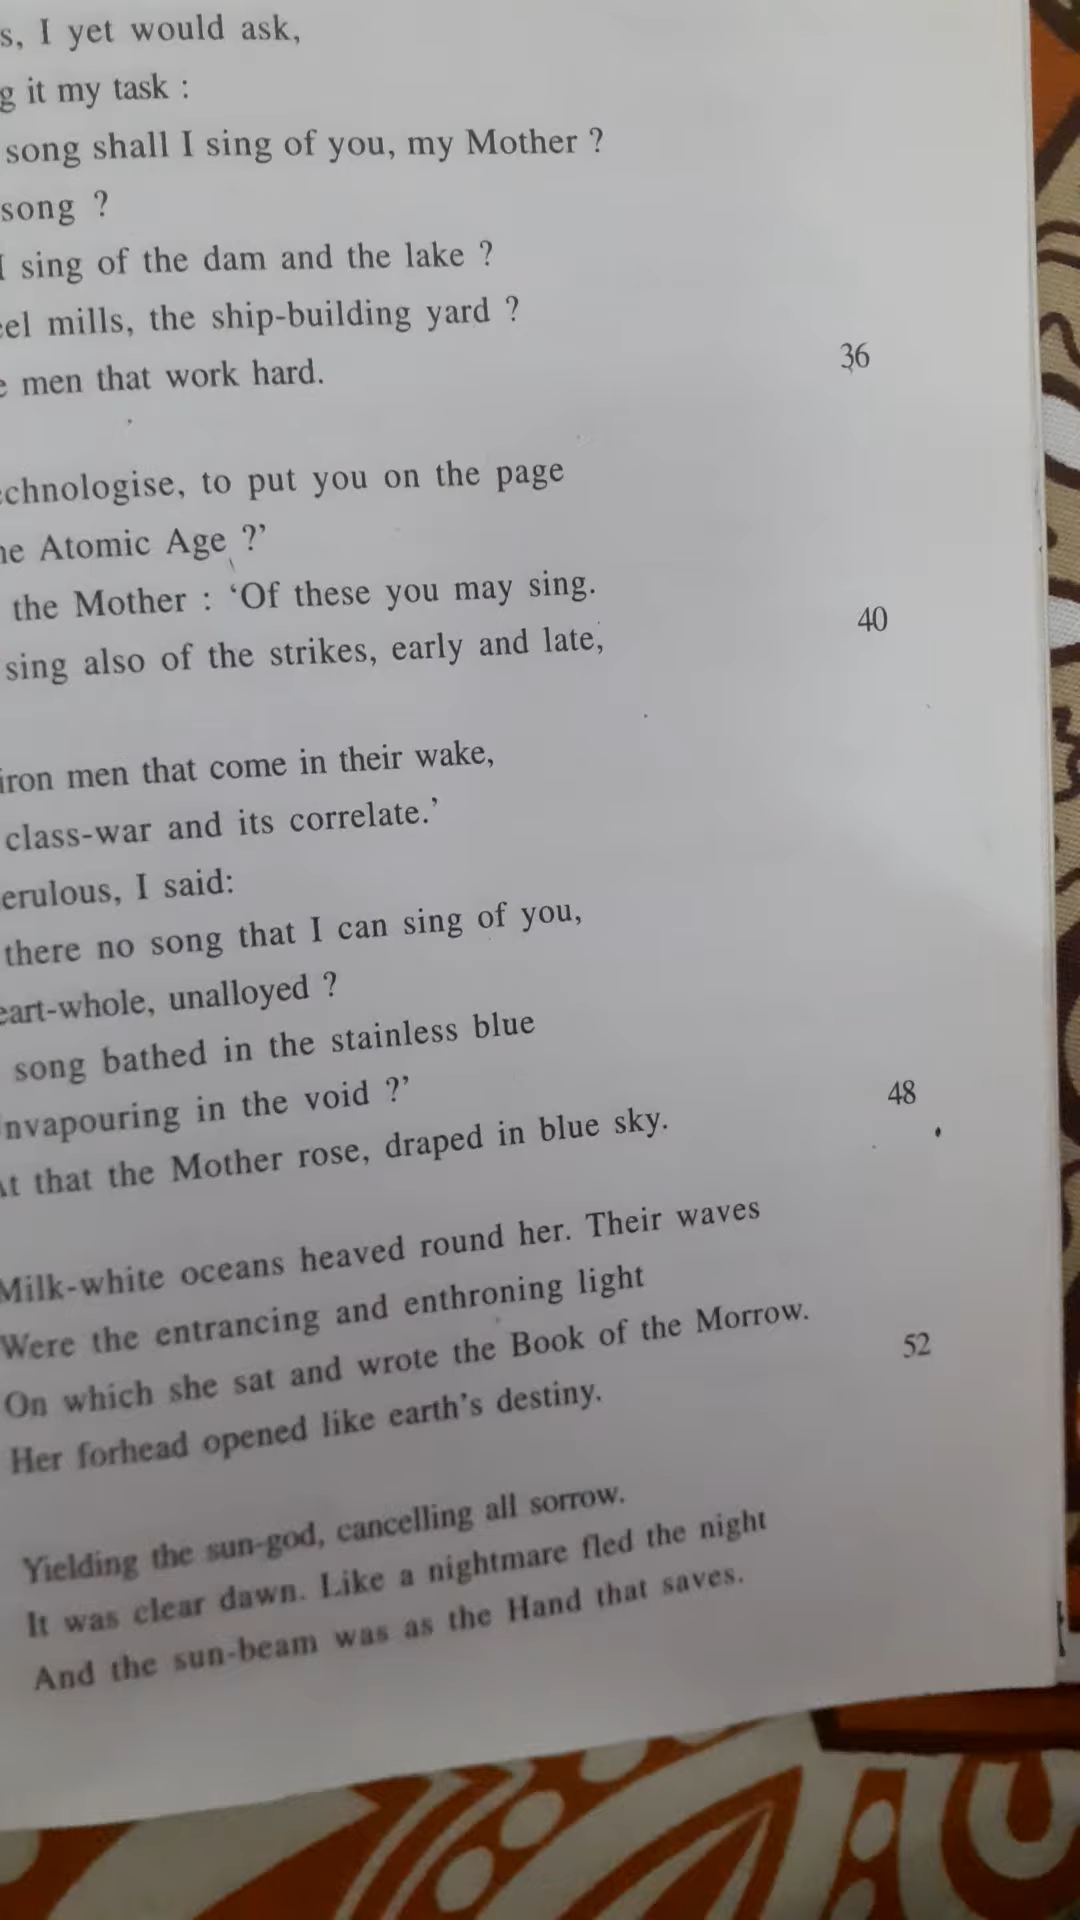 I yet would ask,
it my task :
song shall I sing of you, my Mother ?
song ?
I sing of the dam and the lake ?
mills, the ship-building yard ?
men that work hard. 36
to put you on the page
Atomic Age ?’
the Mother : ‘Of these you may sing.
sing also of the strikes, early and late, 40
iron men that come in their wake,
class-war and its correlate.’
I said:
there no song that I can sing of you,
unalloyed ?
song bathed in the stainless blue
in the void ?’ 48
that the Mother rose, draped in blue sky.
Milk-white oceans heaved round her. Their waves
Were the entrancing and enthroning light
On which she sat and wrote the Book of the Morrow. 52
Her forhead opened like earth’s destiny.
Yielding the sun-god, cancelling all sorrow.
It was clear dawn. Like a nightmare fled the night
And the sun-beam was as the Hand that saves.